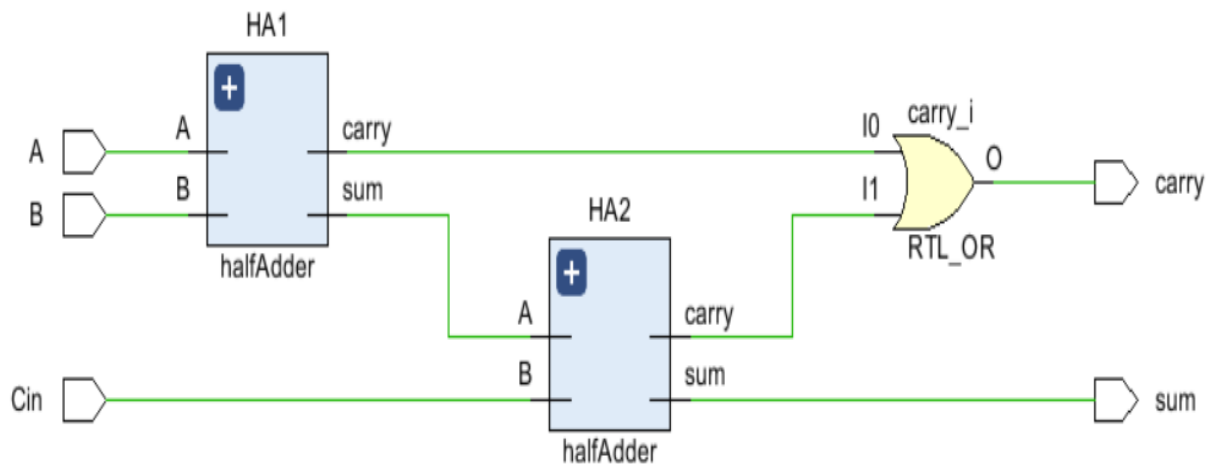 HA1
+
A
A
carry
B
B
sum
halfAdder
I0
carry_i
I1
O
RTL_OR
carry
HA2
+
A
carry
Cin
B
sum
halfAdder
sum